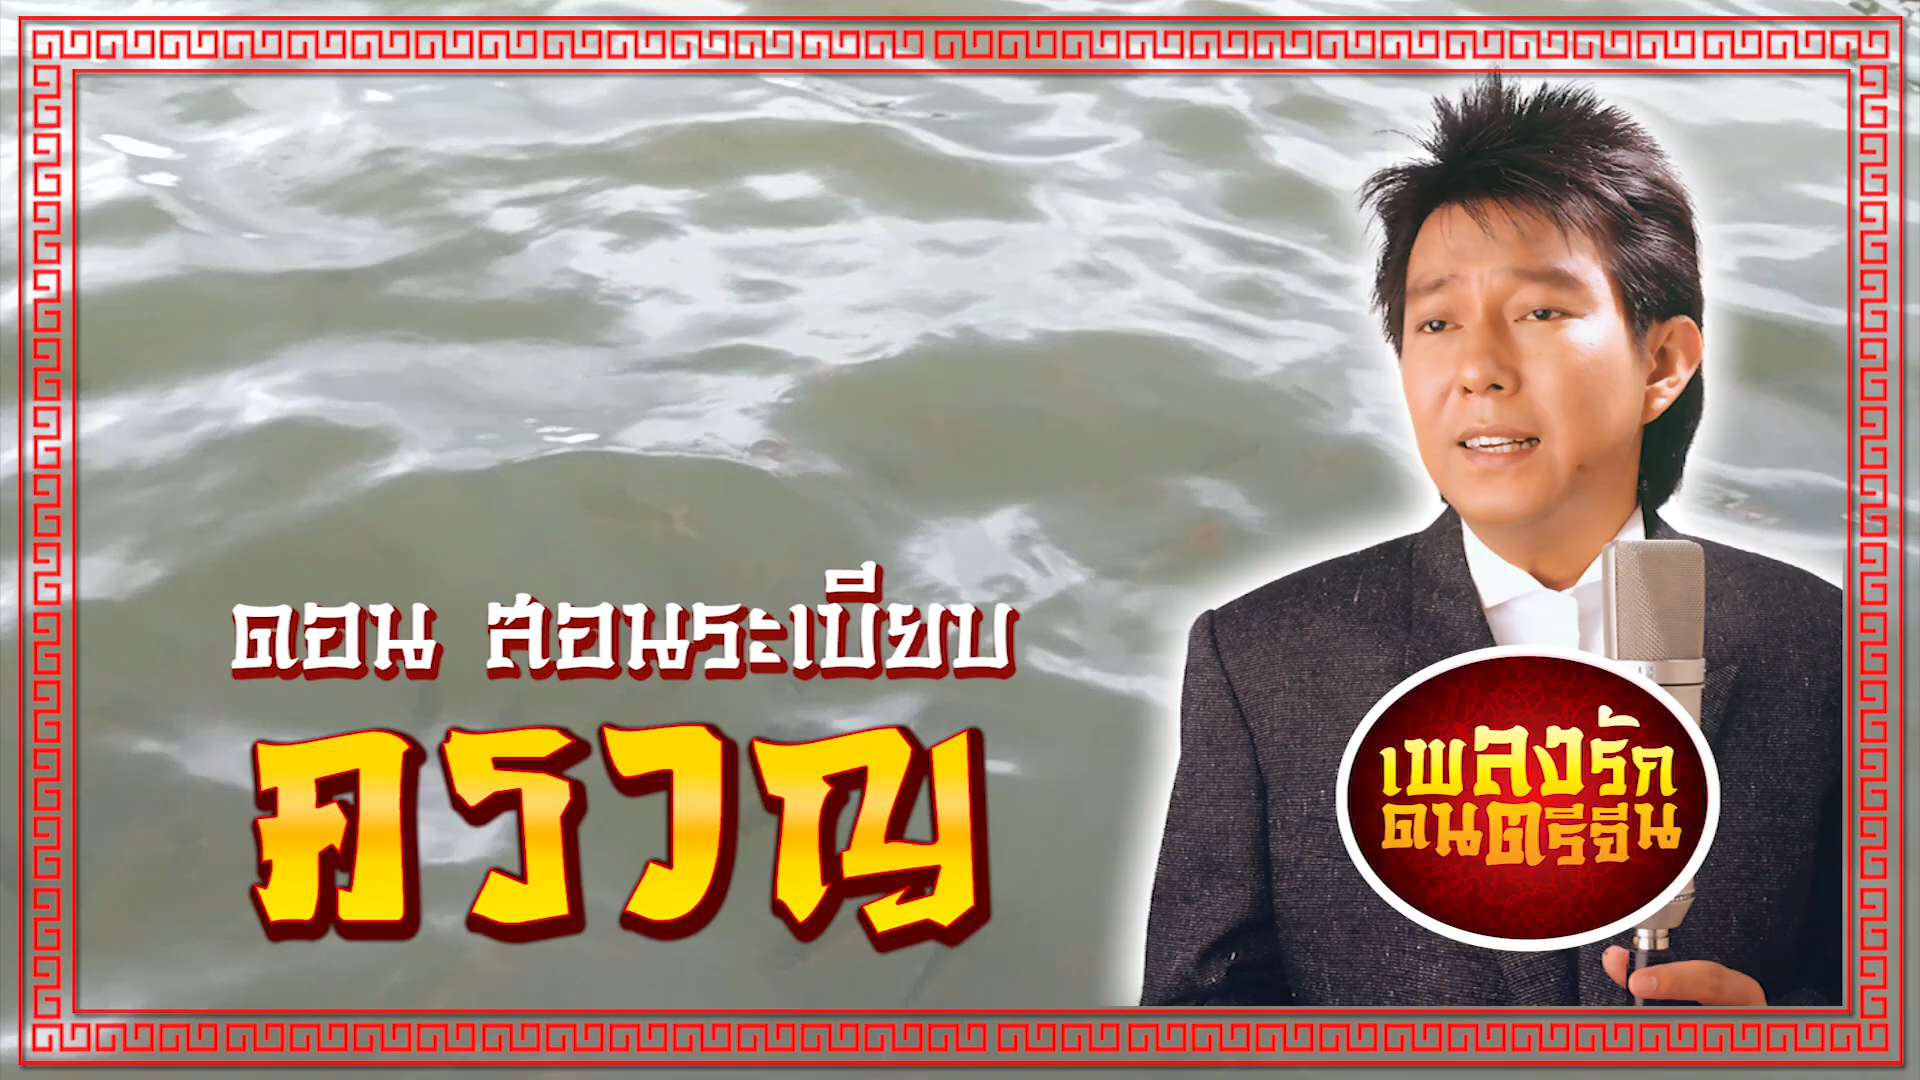 ดอน สอนระเบียบ
ครวญ
เพลงรัก
ดนตรีจีน